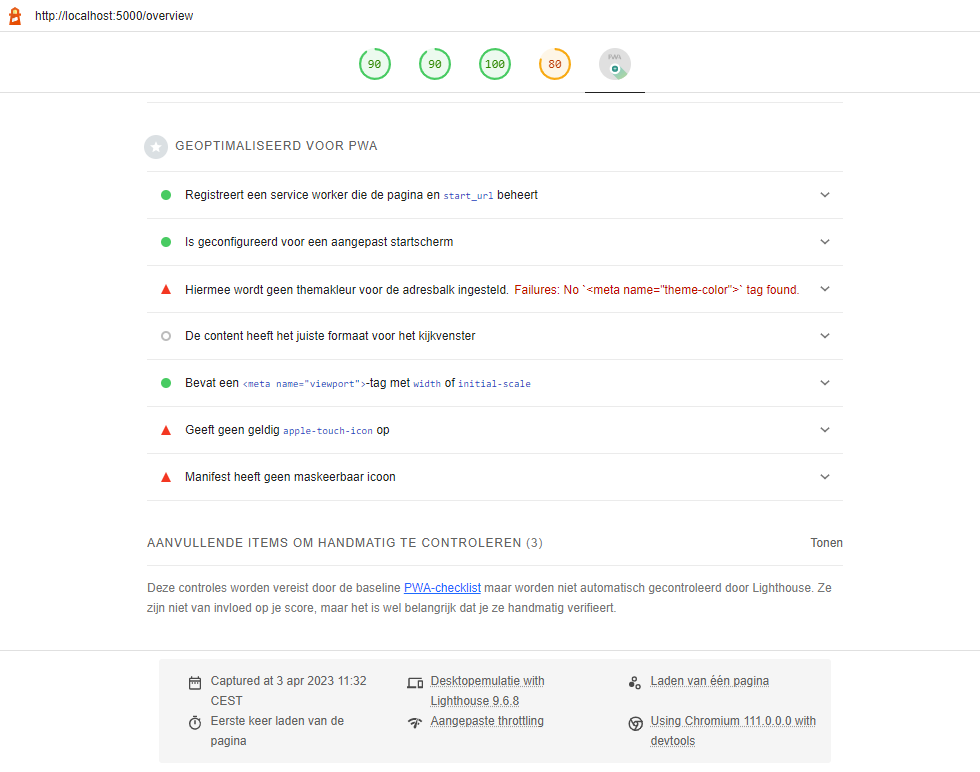 http://localhost:5000/overview
90
90
100
80
PWA
GEOPTIMALISEERD VOOR PWA
Registreert een service worker die de pagina en start_url beheert
Is geconfigureerd voor een aangepast startscherm
Hiermee wordt geen themakleur voor de adresbalk ingesteld. Failures: No `<meta name="theme-color">` tag found.
De content heeft het juiste formaat voor het kijkvenster
Bevat een <meta name="viewport">-tag met width of initial-scale
Geeft geen geldig apple-touch-icon op
Manifest heeft geen maskeerbaar icoon
AANVULLENDE ITEMS OM HANDMATIG TE CONTROLEREN (3)
Tonen
Deze controles worden vereist door de baseline PWA-checklist maar worden niet automatisch gecontroleerd door Lighthouse. Ze
zijn niet van invloed op je score, maar het is wel belangrijk dat je ze handmatig verifieert.
Captured at 3 apr 2023 11:32
CEST
Desktopemulatie met
Lighthouse 9.6.8
Laden van één pagina
Eerste keer laden van de
pagina
Aangepaste throttling
Using Chromium 111.0.0.0 with
devtools